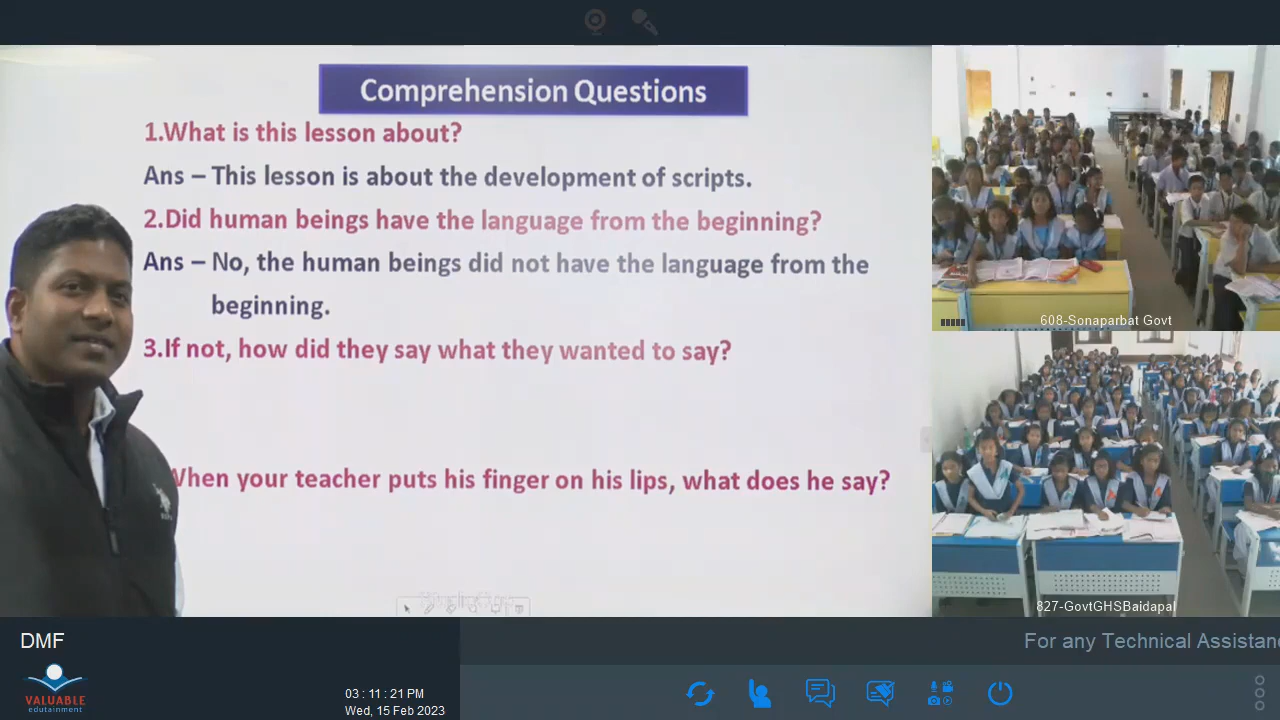 Comprehension Questions
1.What is this lesson about?
Ans – This lesson is about the development of scripts.
2.Did human beings have the language from the beginning?
Ans – No, the human beings did not have the language from the
beginning.
3.If not, how did they say what they wanted to say?
When your teacher puts his finger on his lips, what does he say?
608-Sonaparbat Govt
827-GovtGHSBaidapal
DMF
VALUABLE
edutainment
03 : 11 : 21 PM
Wed, 15 Feb 2023
For any Technical Assistanc